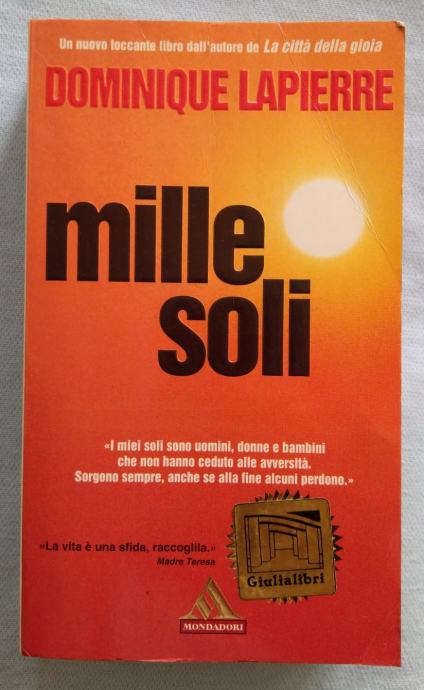 Un nuovo toccante libro dall'autore de La città della gioia
DOMINIQUE LAPIERRE
mille
soli
«I miei soli sono uomini, donne e bambini
che non hanno ceduto alle avversità.
Sorgono sempre, anche se alla fine alcuni perdono.»
«La vita è una sfida, raccoglila.»
Madre Teresa
Giulialibri
MONDADORI